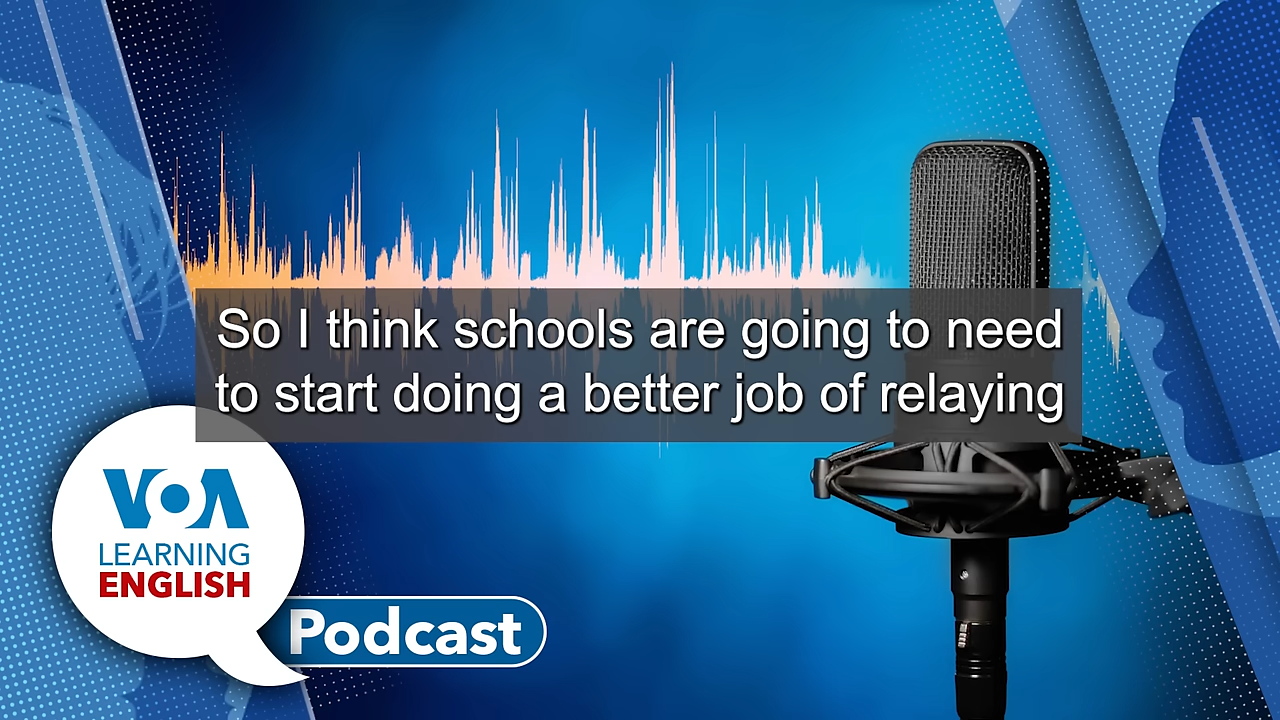 So I think schools are going to need
to start doing a better job of relaying
VOA
LEARNING
ENGLISH
Podcast